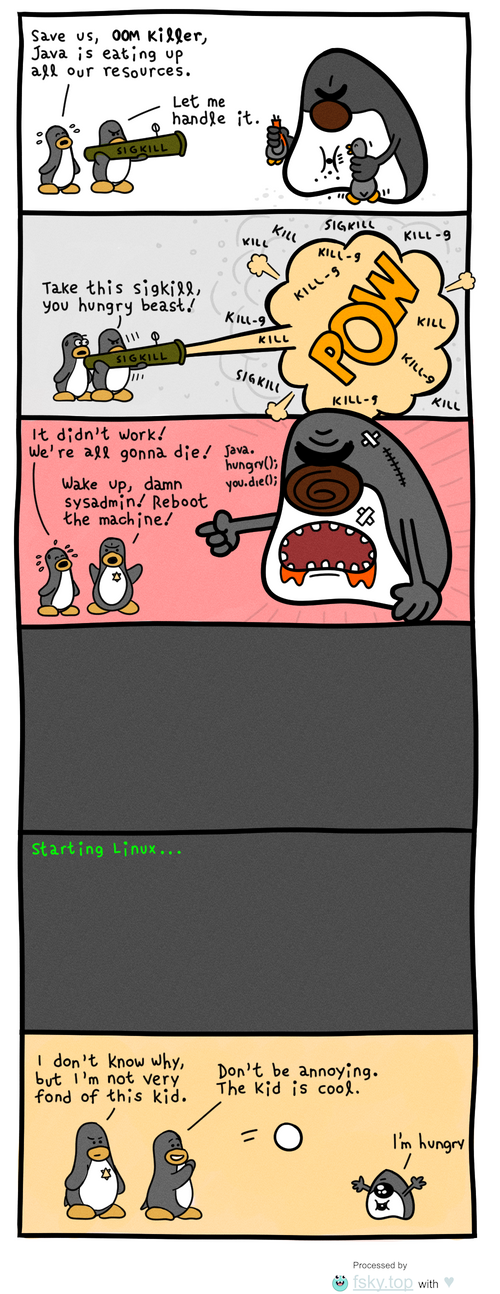 Save us, OOM Killer,
Java is eating up
all our resources.
Let me
handle it.
SIGKILL
Take this sigkill,
you hungry beast!
SIGKILL
KILL
KILL
SIGKILL
KILL-9
KILL-9
KILL-9
KILL-9
KILL
KILL
KILL-9
SIGKILL
KILL-9
KILL
POW
It didn't work!
We're all gonna die!
Wake up, damn
sysadmin! Reboot
the machine!
Java.
hungry();
you.die();
Starting Linux...
I don't know why,
but I'm not very
fond of this kid.
Don't be annoying.
The kid is cool.
I'm hungry
Processed by
fsky.top with ♥